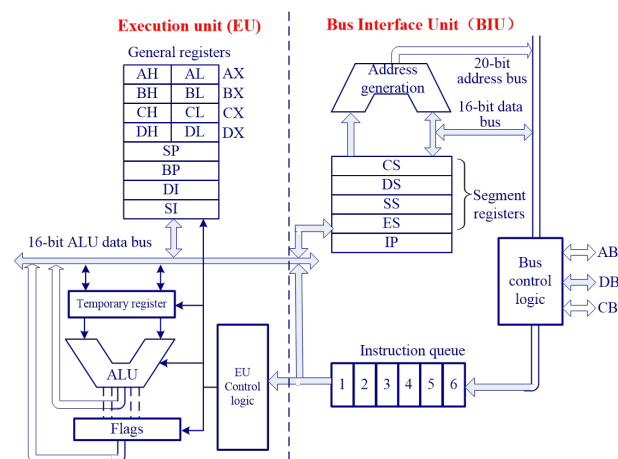 Execution unit (EU)
Bus Interface Unit（BIU）
General registers
AH AL AX
BH BL BX
CH CL CX
DH DL DX
SP
BP
DI
SI
16-bit ALU data bus
Temporary register
ALU
Flags
EU
Control
logic
Address
generation
20-bit
address bus
16-bit data
bus
CS
DS
SS
ES
IP
Segment
registers
Bus
control
logic
AB
DB
CB
Instruction queue
1 2 3 4 5 6